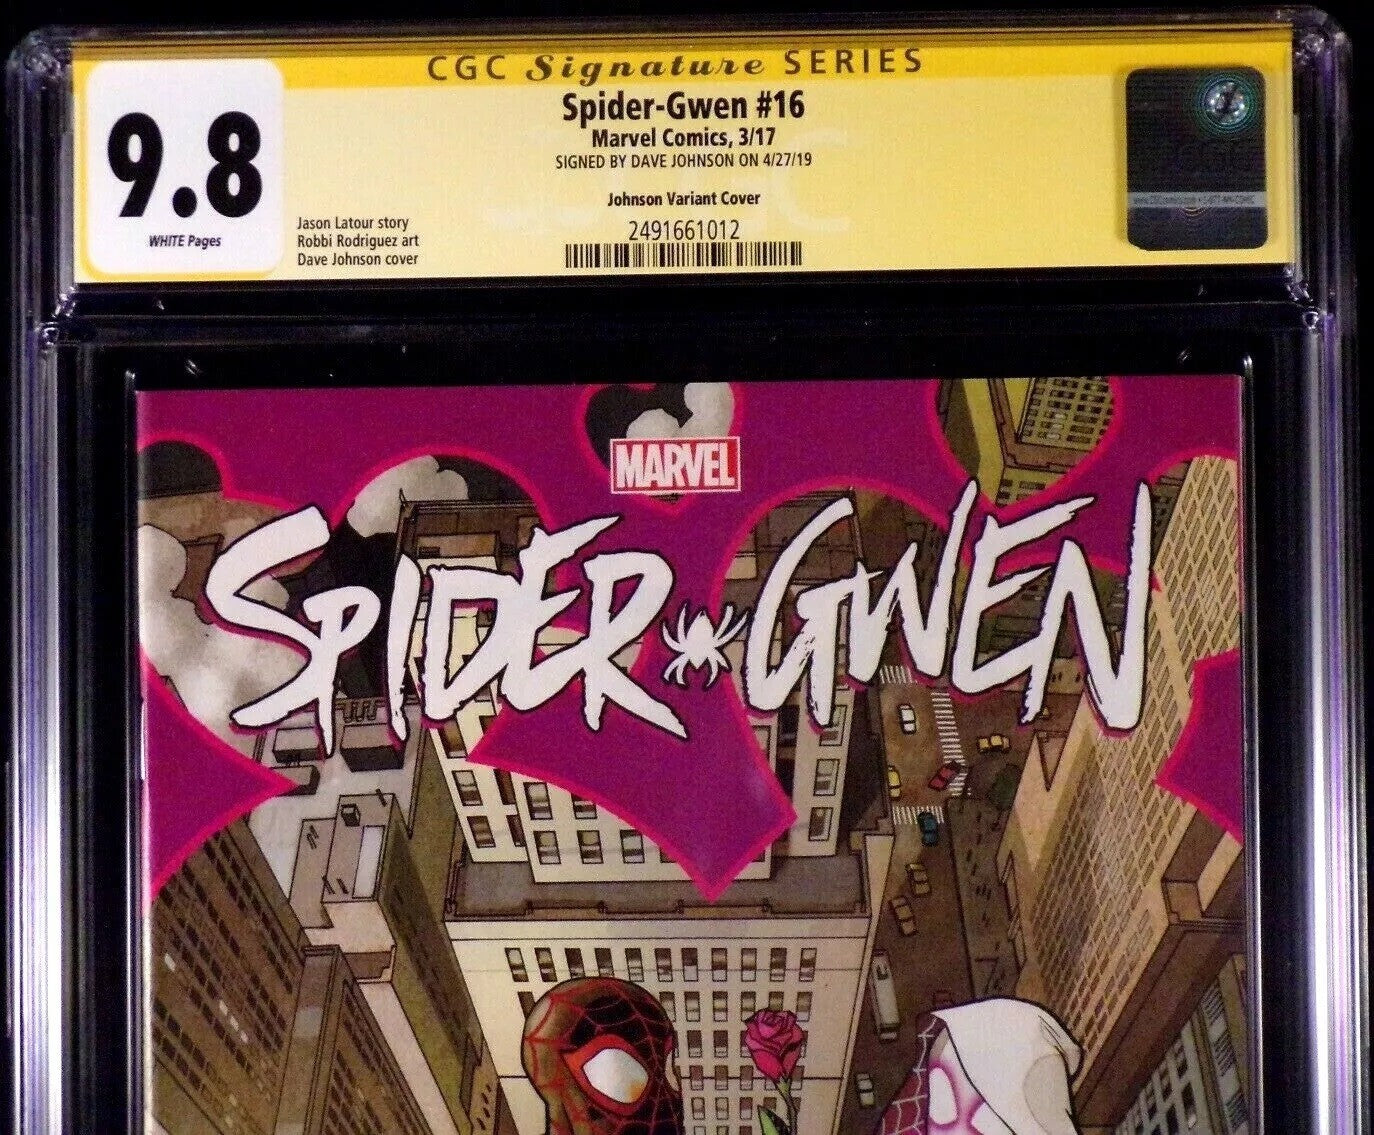 CGC Signature SERIES
9.8
WHITE Pages
Spider-Gwen #16
Marvel Comics, 3/17
SIGNED BY DAVE JOHNSON ON 4/27/19
Johnson Variant Cover
2491661012
Jason Latour story
Robbi Rodriguez art
Dave Johnson cover
MARVEL
SPIDER GWEN